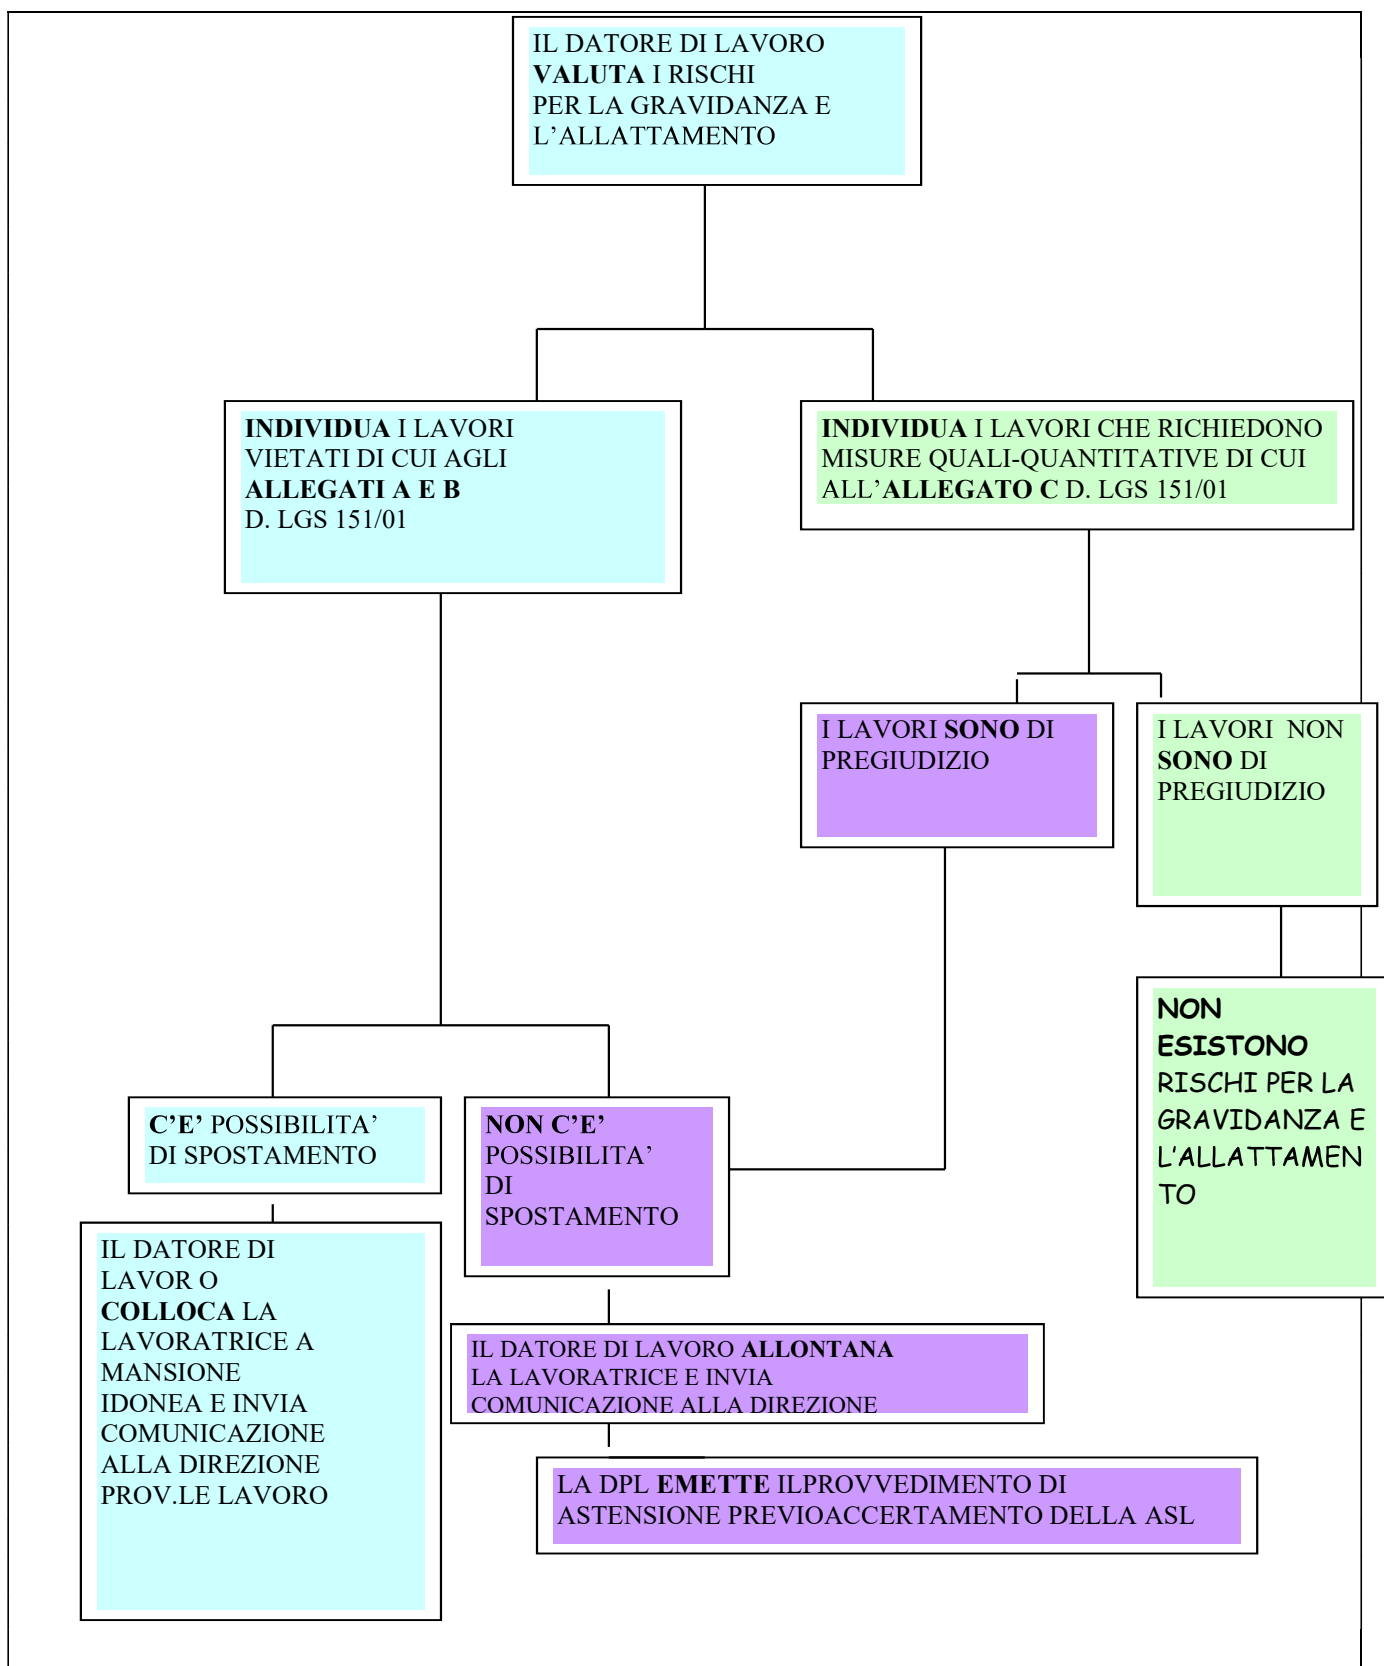 IL DATORE DI LAVORO
VALUTA I RISCHI
PER LA GRAVIDANZA E
L’ALLATTAMENTO
INDIVIDUA I LAVORI
VIETATI DI CUI AGLI
ALLEGATI A E B
D. LGS 151/01
INDIVIDUA I LAVORI CHE RICHIEDONO
MISURE QUALI-QUANTITATIVE DI CUI
ALL’ALLEGATO C D. LGS 151/01
I LAVORI SONO DI
PREGIUDIZIO
I LAVORI NON
SONO DI
PREGIUDIZIO
NON
ESISTONO
RISCHI PER LA
GRAVIDANZA E
L’ALLATTAMEN
TO
C’E’ POSSIBILITA’
DI SPOSTAMENTO
NON C’E’
POSSIBILITA’
DI
SPOSTAMENTO
IL DATORE DI
LAVOR O
COLLOCA LA
LAVORATRICE A
MANSIONE
IDONEA E INVIA
COMUNICAZIONE
ALLA DIREZIONE
PROV.LE LAVORO
IL DATORE DI LAVORO ALLONTANA
LA LAVORATRICE E INVIA
COMUNICAZIONE ALLA DIREZIONE
LA DPL EMETTE ILPROVVEDIMENTO DI
ASTENSIONE PREVIOACCERTAMENTO DELLA ASL